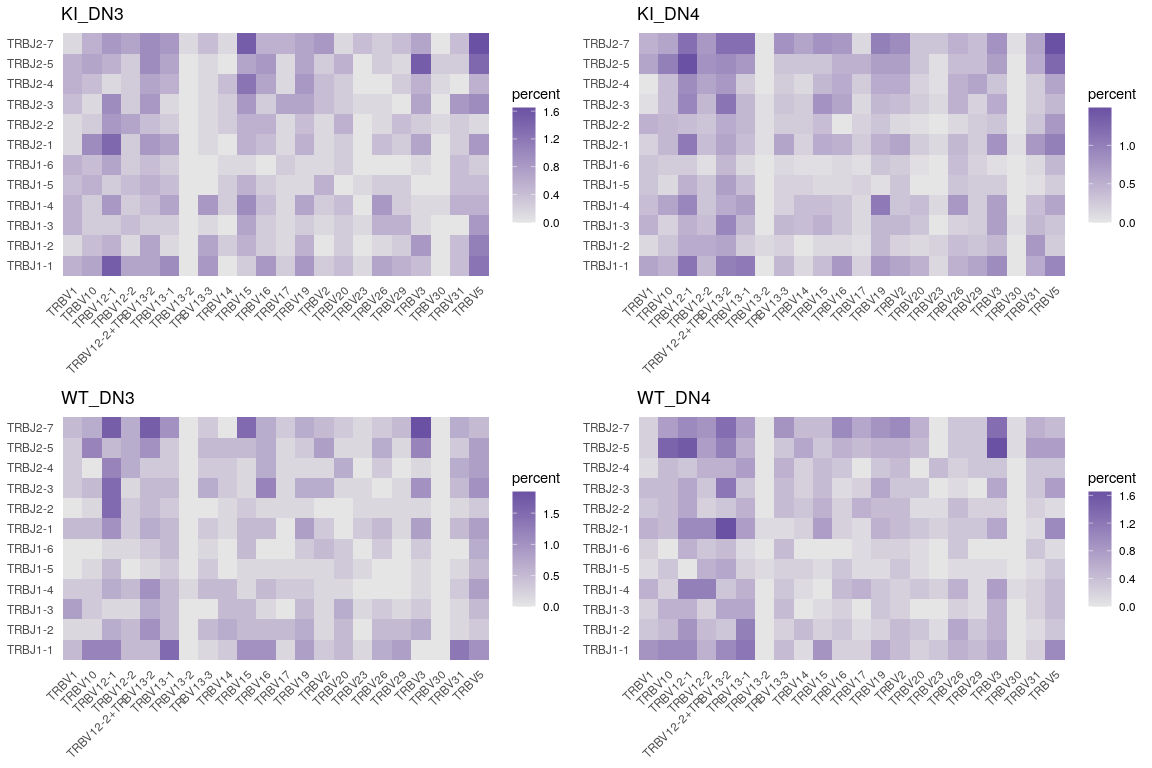 KI_DN3
TRBJ2-7
TRBJ2-5
TRBJ2-4
TRBJ2-3
TRBJ2-2
TRBJ2-1
TRBJ1-6
TRBJ1-5
TRBJ1-4
TRBJ1-3
TRBJ1-2
TRBJ1-1
TRBV1
TRBV10
TRBV12-1
TRBV12-2
TRBV12-2+TRBV13-2
TRBV13-1
TRBV13-2
TRBV13-3
TRBV14
TRBV15
TRBV16
TRBV17
TRBV19
TRBV2
TRBV20
TRBV23
TRBV26
TRBV29
TRBV3
TRBV30
TRBV31
TRBV5
percent
1.6
1.2
0.8
0.4
0.0
KI_DN4
TRBJ2-7
TRBJ2-5
TRBJ2-4
TRBJ2-3
TRBJ2-2
TRBJ2-1
TRBJ1-6
TRBJ1-5
TRBJ1-4
TRBJ1-3
TRBJ1-2
TRBJ1-1
TRBV1
TRBV10
TRBV12-1
TRBV12-2
TRBV12-2+TRBV13-2
TRBV13-1
TRBV13-2
TRBV13-3
TRBV14
TRBV15
TRBV16
TRBV17
TRBV19
TRBV2
TRBV20
TRBV23
TRBV26
TRBV29
TRBV3
TRBV30
TRBV31
TRBV5
percent
1.0
0.5
0.0
WT_DN3
TRBJ2-7
TRBJ2-5
TRBJ2-4
TRBJ2-3
TRBJ2-2
TRBJ2-1
TRBJ1-6
TRBJ1-5
TRBJ1-4
TRBJ1-3
TRBJ1-2
TRBJ1-1
TRBV1
TRBV10
TRBV12-1
TRBV12-2
TRBV12-2+TRBV13-2
TRBV13-1
TRBV13-2
TRBV13-3
TRBV14
TRBV15
TRBV16
TRBV17
TRBV19
TRBV2
TRBV20
TRBV23
TRBV26
TRBV29
TRBV3
TRBV30
TRBV31
TRBV5
percent
1.5
1.0
0.5
0.0
WT_DN4
TRBJ2-7
TRBJ2-5
TRBJ2-4
TRBJ2-3
TRBJ2-2
TRBJ2-1
TRBJ1-6
TRBJ1-5
TRBJ1-4
TRBJ1-3
TRBJ1-2
TRBJ1-1
TRBV1
TRBV10
TRBV12-1
TRBV12-2
TRBV12-2+TRBV13-2
TRBV13-1
TRBV13-2
TRBV13-3
TRBV14
TRBV15
TRBV16
TRBV17
TRBV19
TRBV2
TRBV20
TRBV23
TRBV26
TRBV29
TRBV3
TRBV30
TRBV31
TRBV5
percent
1.6
1.2
0.8
0.4
0.0